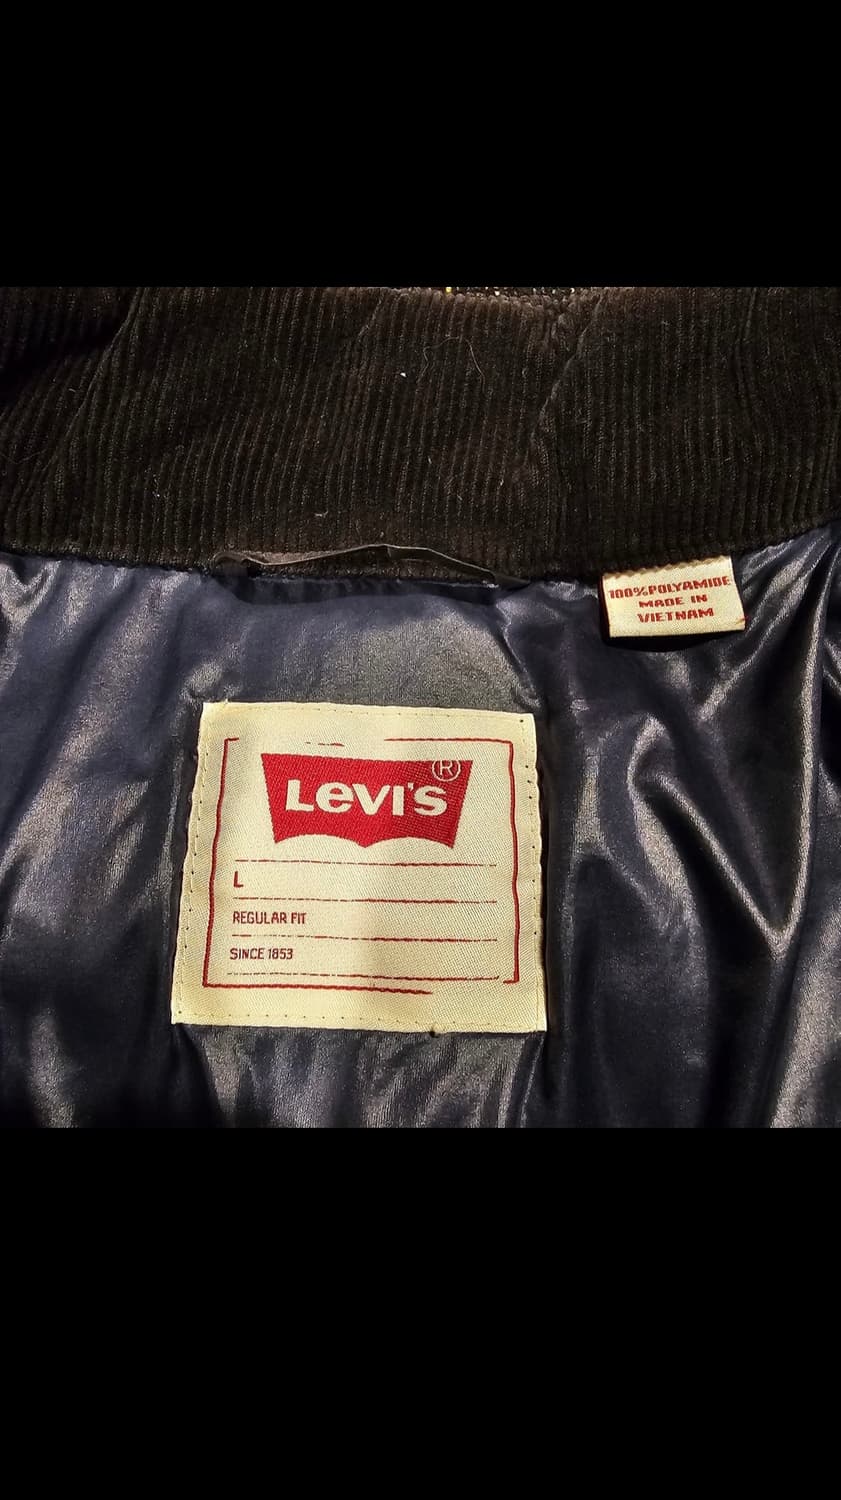 100%POLYAMIDE
MADE IN
VIETNAM
LEVI'S®
L
REGULAR FIT
SINCE 1853